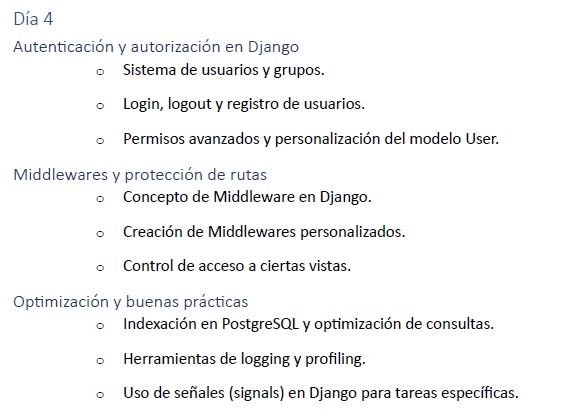 Día 4
Autenticación y autorización en Django
o Sistema de usuarios y grupos.
o Login, logout y registro de usuarios.
o Permisos avanzados y personalización del modelo User.
Middlewares y protección de rutas
o Concepto de Middleware en Django.
o Creación de Middlewares personalizados.
o Control de acceso a ciertas vistas.
Optimización y buenas prácticas
o Indexación en PostgreSQL y optimización de consultas.
o Herramientas de logging y profiling.
o Uso de señales (signals) en Django para tareas específicas.